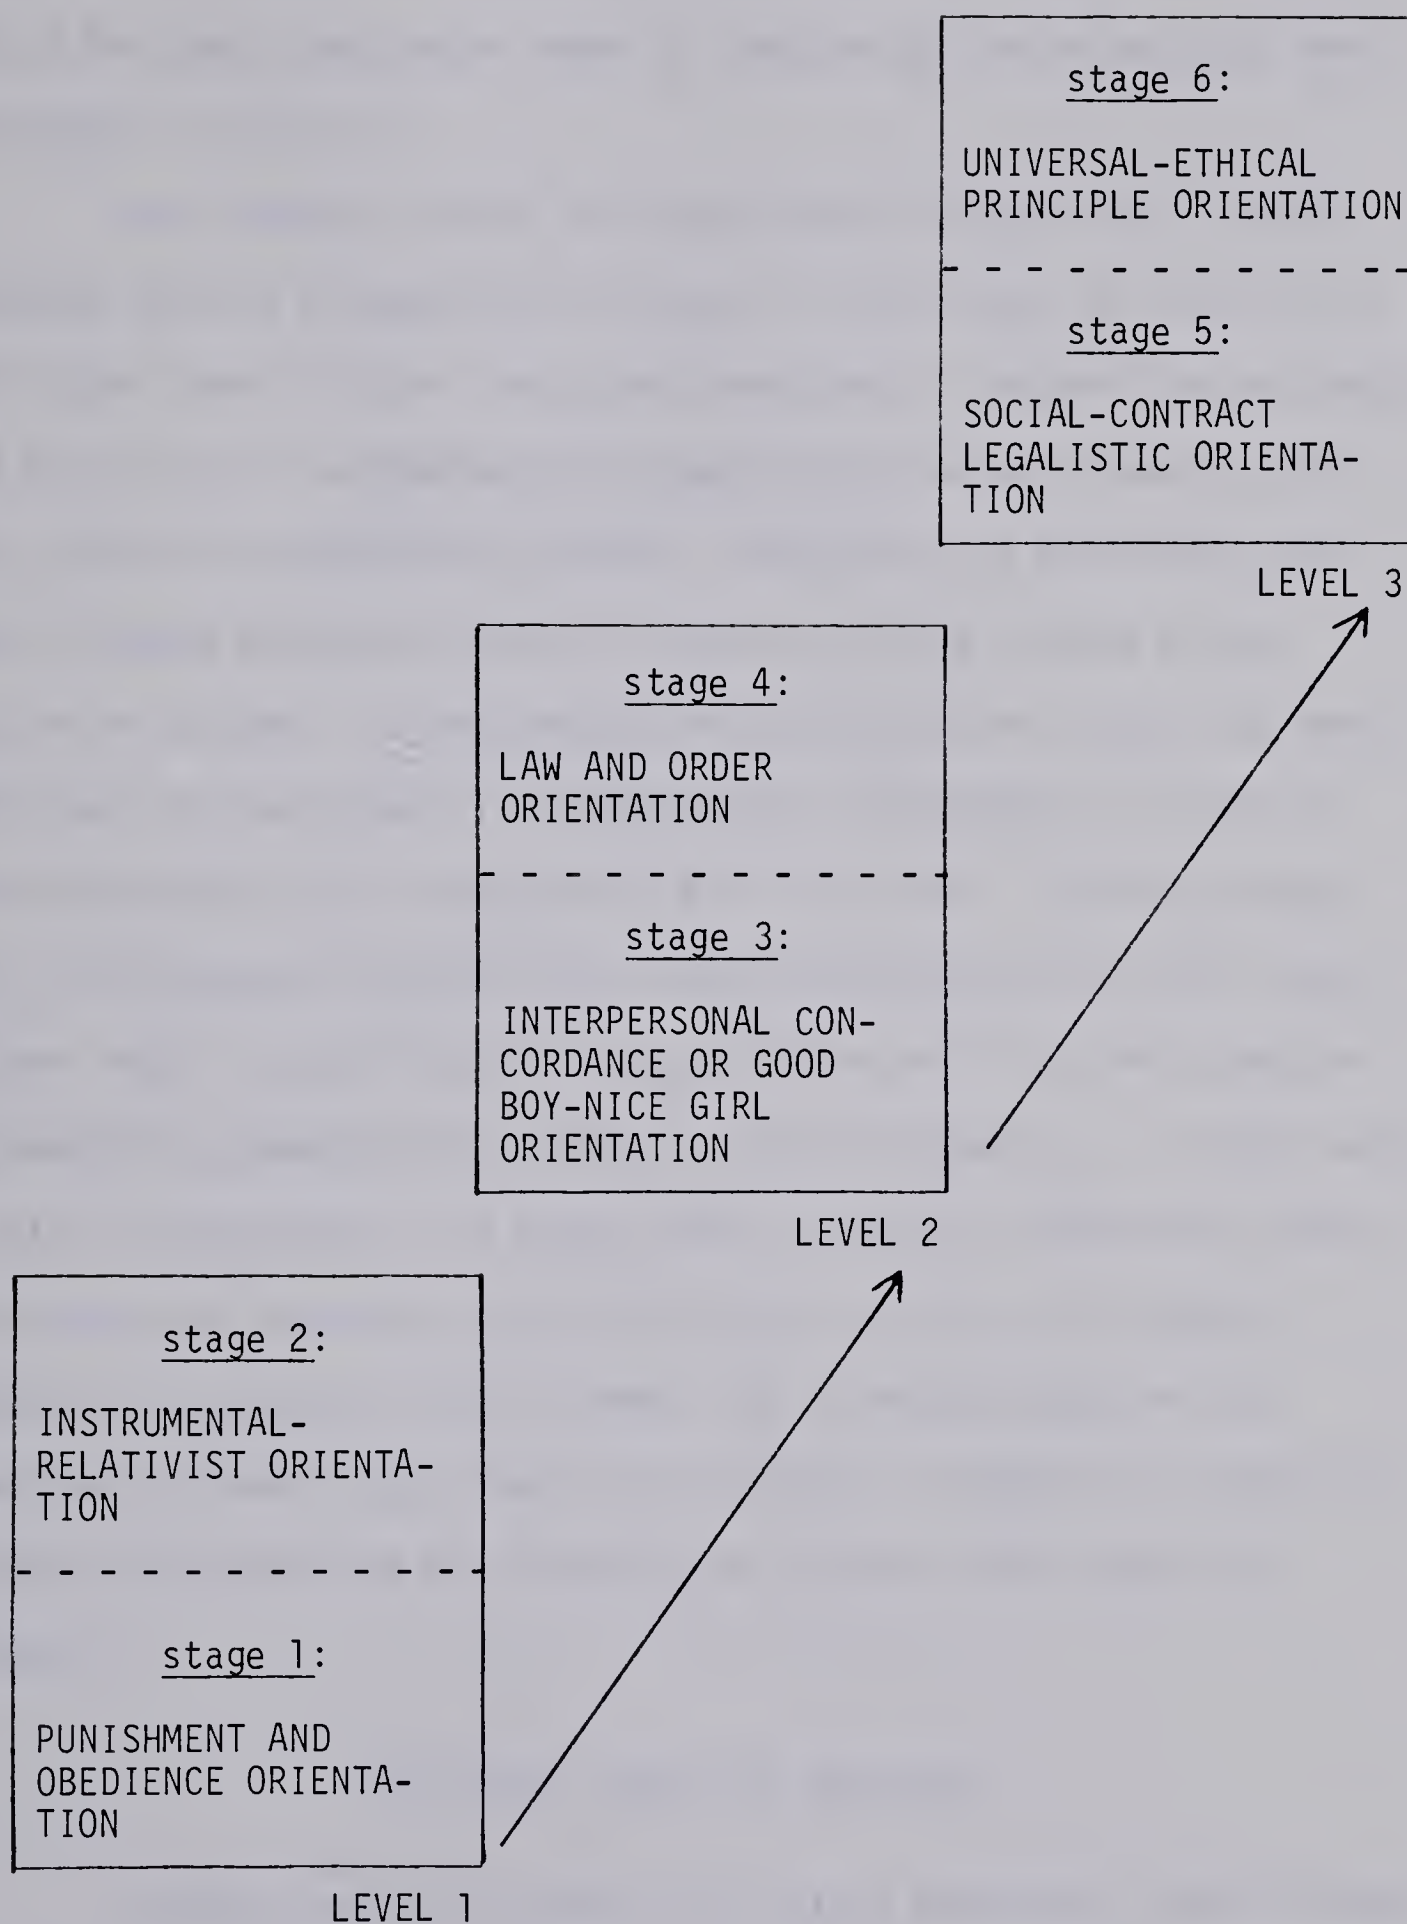 stage 6:
UNIVERSAL-ETHICAL
PRINCIPLE ORIENTATION
stage 5:
SOCIAL-CONTRACT
LEGALISTIC ORIENTA-
TION
LEVEL 3
stage 4:
LAW AND ORDER
ORIENTATION
stage 3:
INTERPERSONAL CON-
CORDANCE OR GOOD
BOY-NICE GIRL
ORIENTATION
LEVEL 2
stage 2:
INSTRUMENTAL-
RELATIVIST ORIENTA-
TION
stage 1:
PUNISHMENT AND
OBEDIENCE ORIENTA-
TION
LEVEL 1